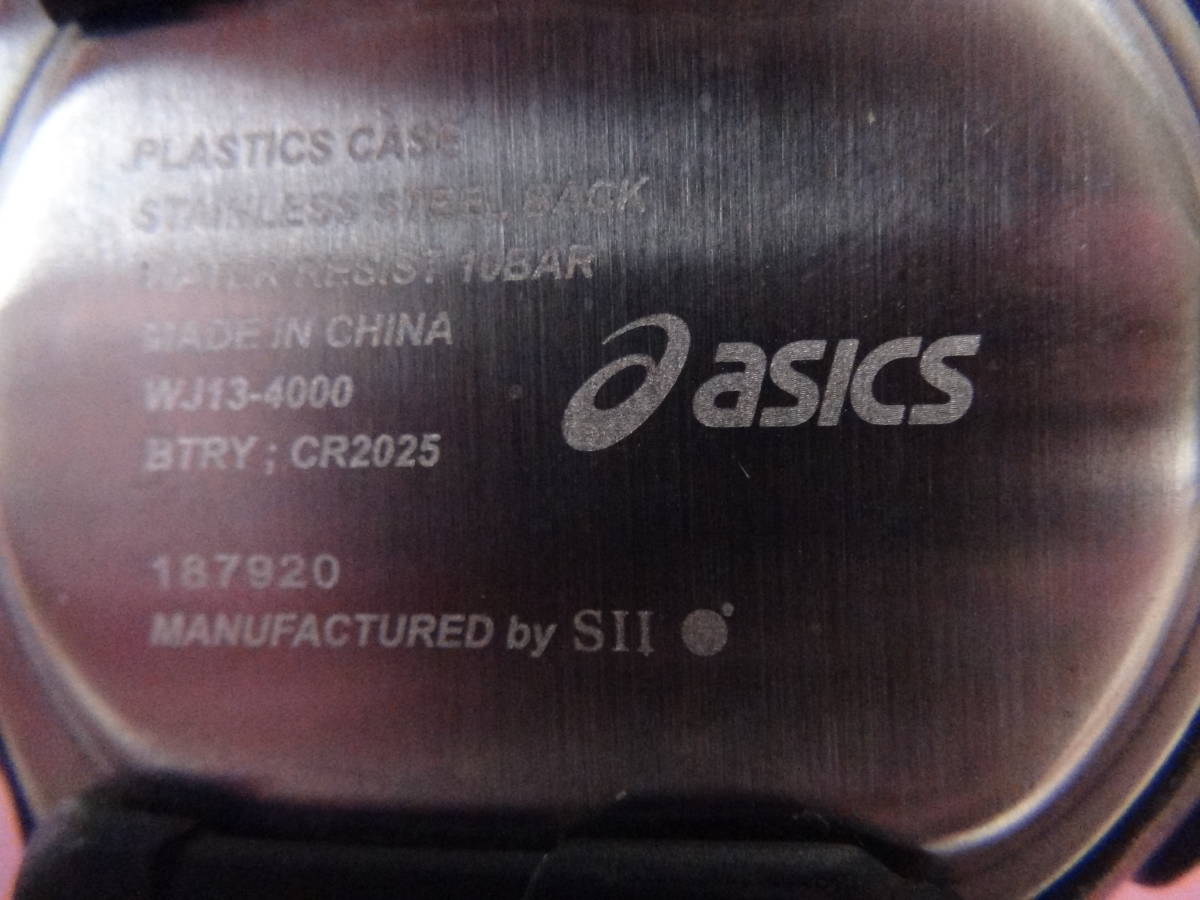 PLASTICS CASE
STAINLESS STEEL BACK
WATER RESIST 10BAR
MADE IN CHINA
WJ13-4000
BTRY ; CR2025
asics
187920
MANUFACTURED by SII